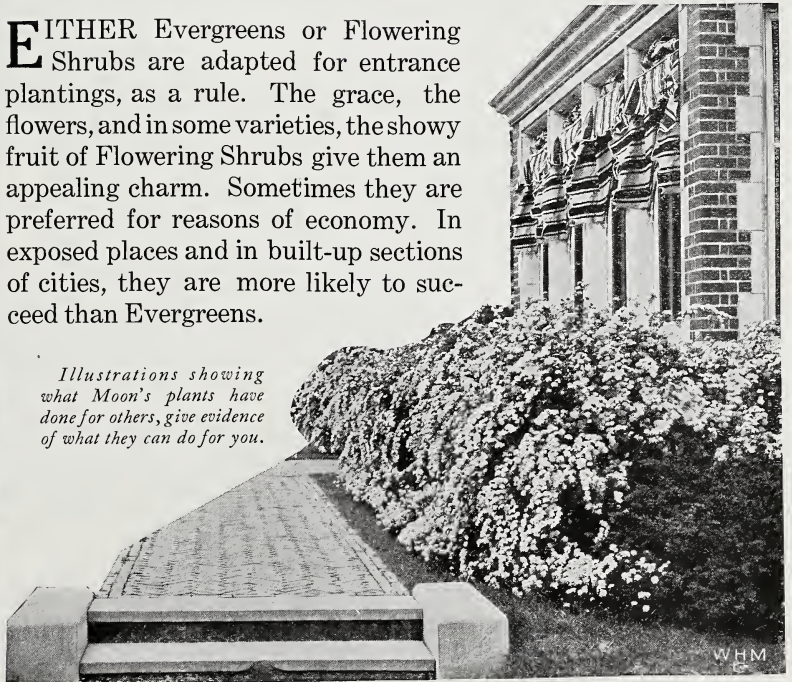 EITHER Evergreens or Flowering
Shrubs are adapted for entrance
plantings, as a rule. The grace, the
flowers, and in some varieties, the showy
fruit of Flowering Shrubs give them an
appealing charm. Sometimes they are
preferred for reasons of economy. In
exposed places and in built-up sections
of cities, they are more likely to suc-
ceed than Evergreens.
Illustrations showing
what Moon's plants have
done for others, give evidence
of what they can do for you.
WHM